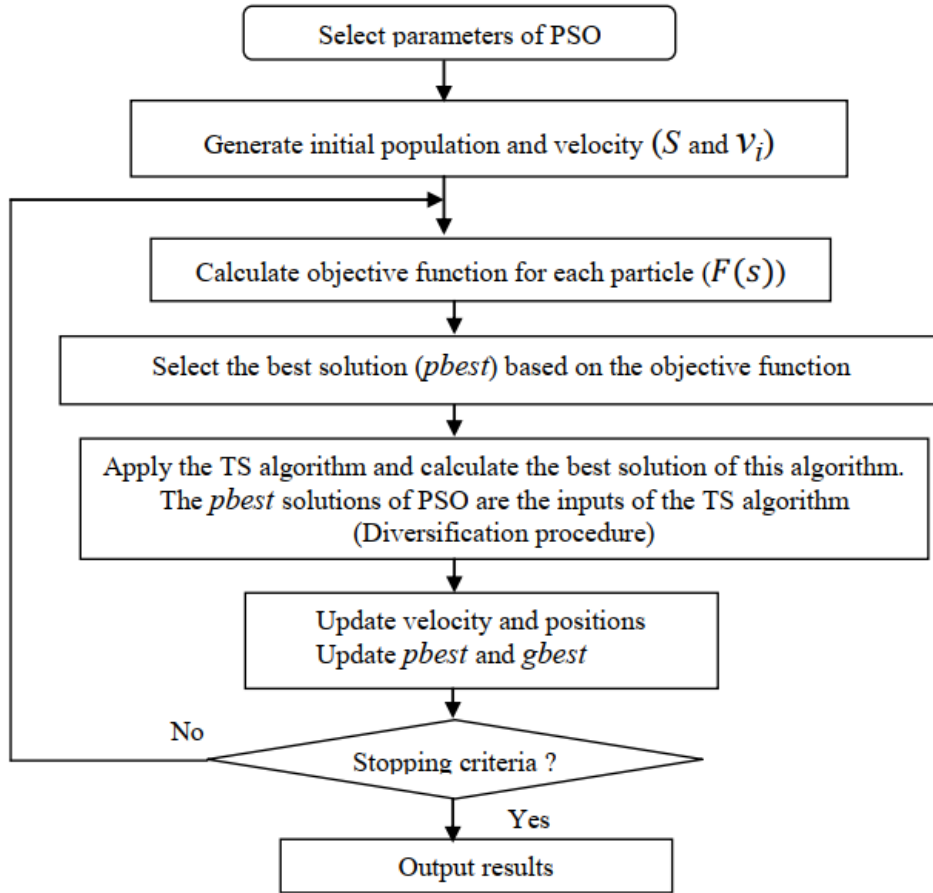 Select parameters of PSO
Generate initial population and velocity (S and vᵢ)
Calculate objective function for each particle (F(s))
Select the best solution (pbest) based on the objective function
Apply the TS algorithm and calculate the best solution of this algorithm.
The pbest solutions of PSO are the inputs of the TS algorithm
(Diversification procedure)
Update velocity and positions
Update pbest and gbest
No
Stopping criteria ?
Yes
Output results